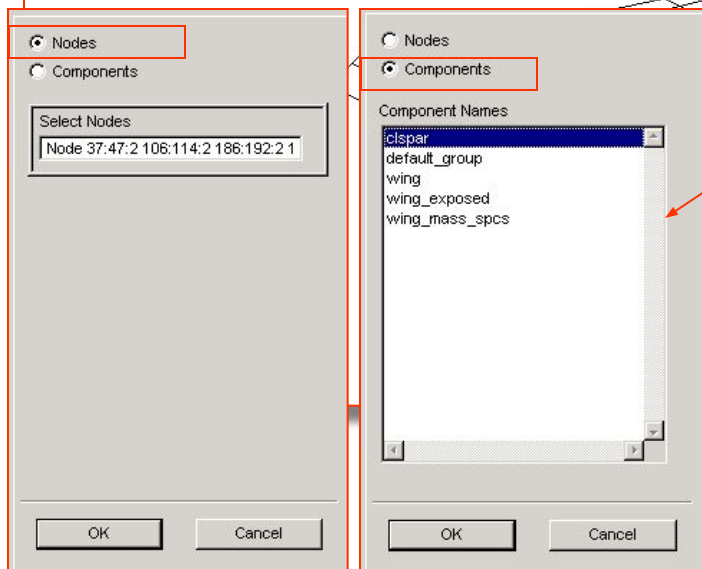 Nodes
Components
Select Nodes
Node 37:47:2 106:114:2 186:192:2 1
OK
Cancel
Nodes
Components
Component Names
clspar
default_group
wing
wing_exposed
wing_mass_spcs
OK
Cancel